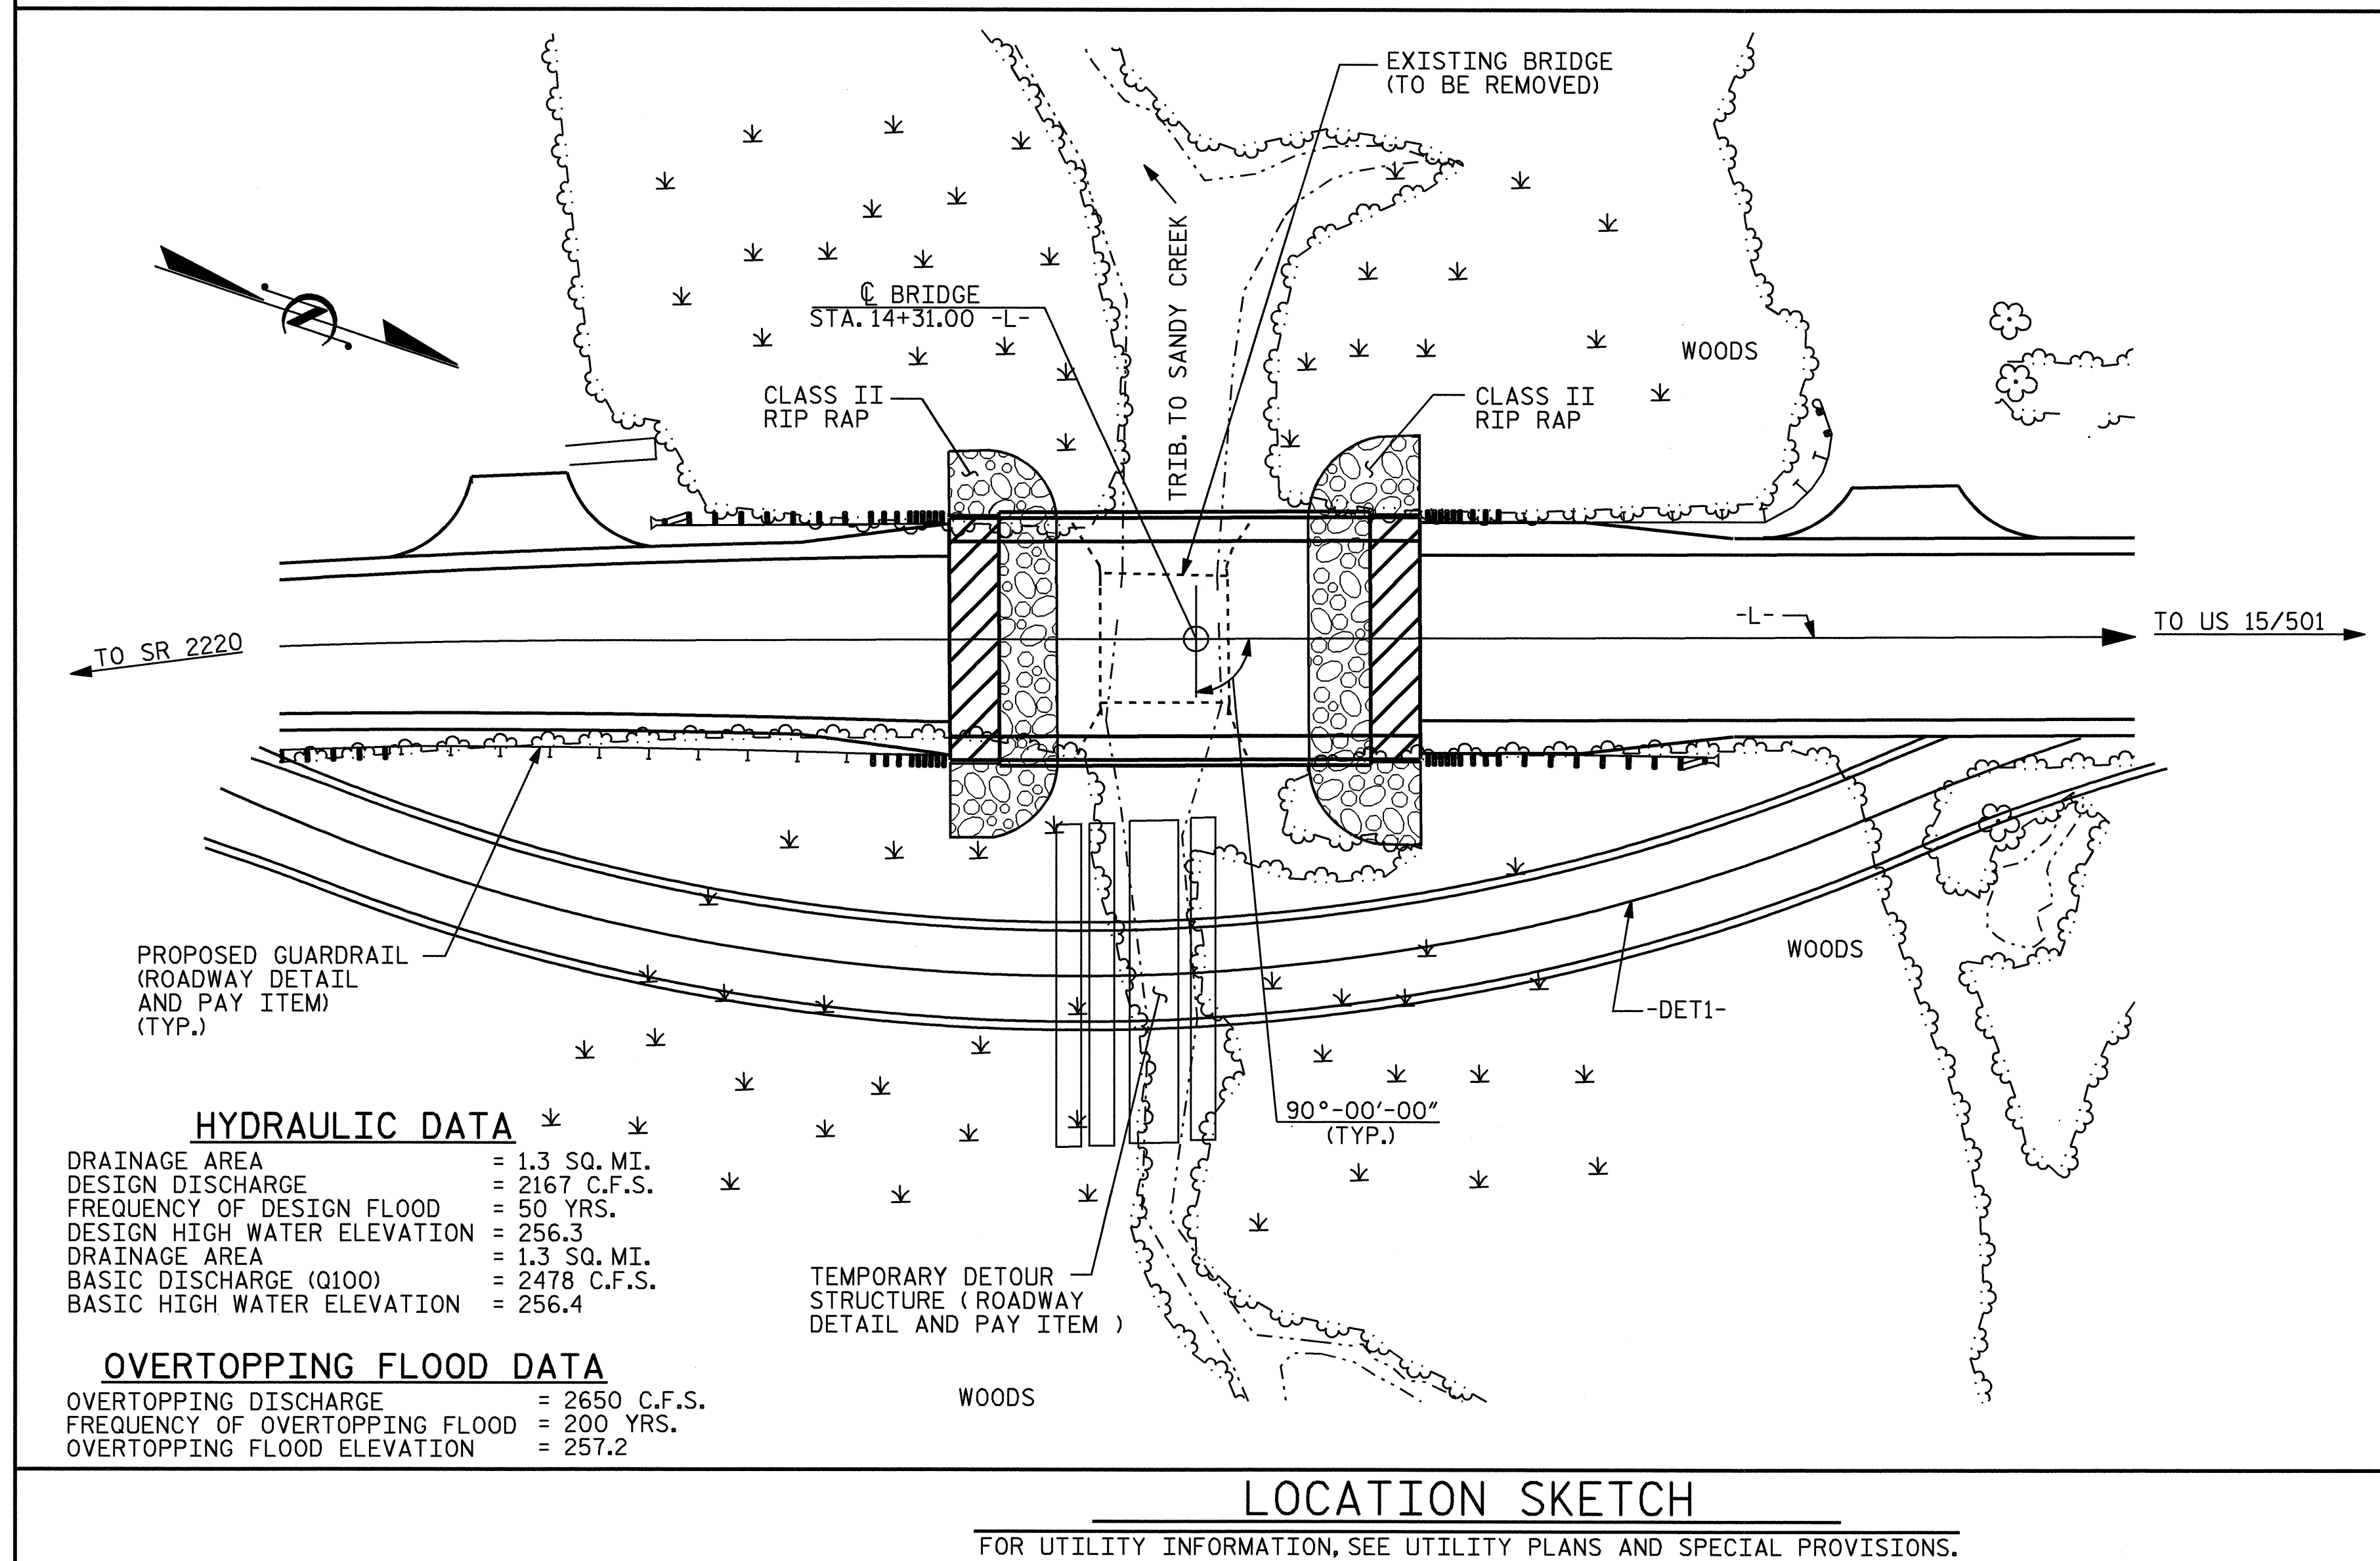 EXISTING BRIDGE
(TO BE REMOVED)
TRIB. TO SANDY CREEK
℄ BRIDGE
STA. 14+31.00 -L-
WOODS
CLASS II
RIP RAP
CLASS II
RIP RAP
-L-
TO US 15/501
TO SR 2220
PROPOSED GUARDRAIL
(ROADWAY DETAIL
AND PAY ITEM)
(TYP.)
WOODS
-DET1-
90°-00'-00"
(TYP.)
HYDRAULIC DATA
DRAINAGE AREA = 1.3 SQ. MI.
DESIGN DISCHARGE = 2167 C.F.S.
FREQUENCY OF DESIGN FLOOD = 50 YRS.
DESIGN HIGH WATER ELEVATION = 256.3
DRAINAGE AREA = 1.3 SQ. MI.
BASIC DISCHARGE (Q100) = 2478 C.F.S.
BASIC HIGH WATER ELEVATION = 256.4
TEMPORARY DETOUR
STRUCTURE (ROADWAY
DETAIL AND PAY ITEM )
OVERTOPPING FLOOD DATA
OVERTOPPING DISCHARGE = 2650 C.F.S.
FREQUENCY OF OVERTOPPING FLOOD = 200 YRS.
OVERTOPPING FLOOD ELEVATION = 257.2
WOODS
LOCATION SKETCH
FOR UTILITY INFORMATION, SEE UTILITY PLANS AND SPECIAL PROVISIONS.